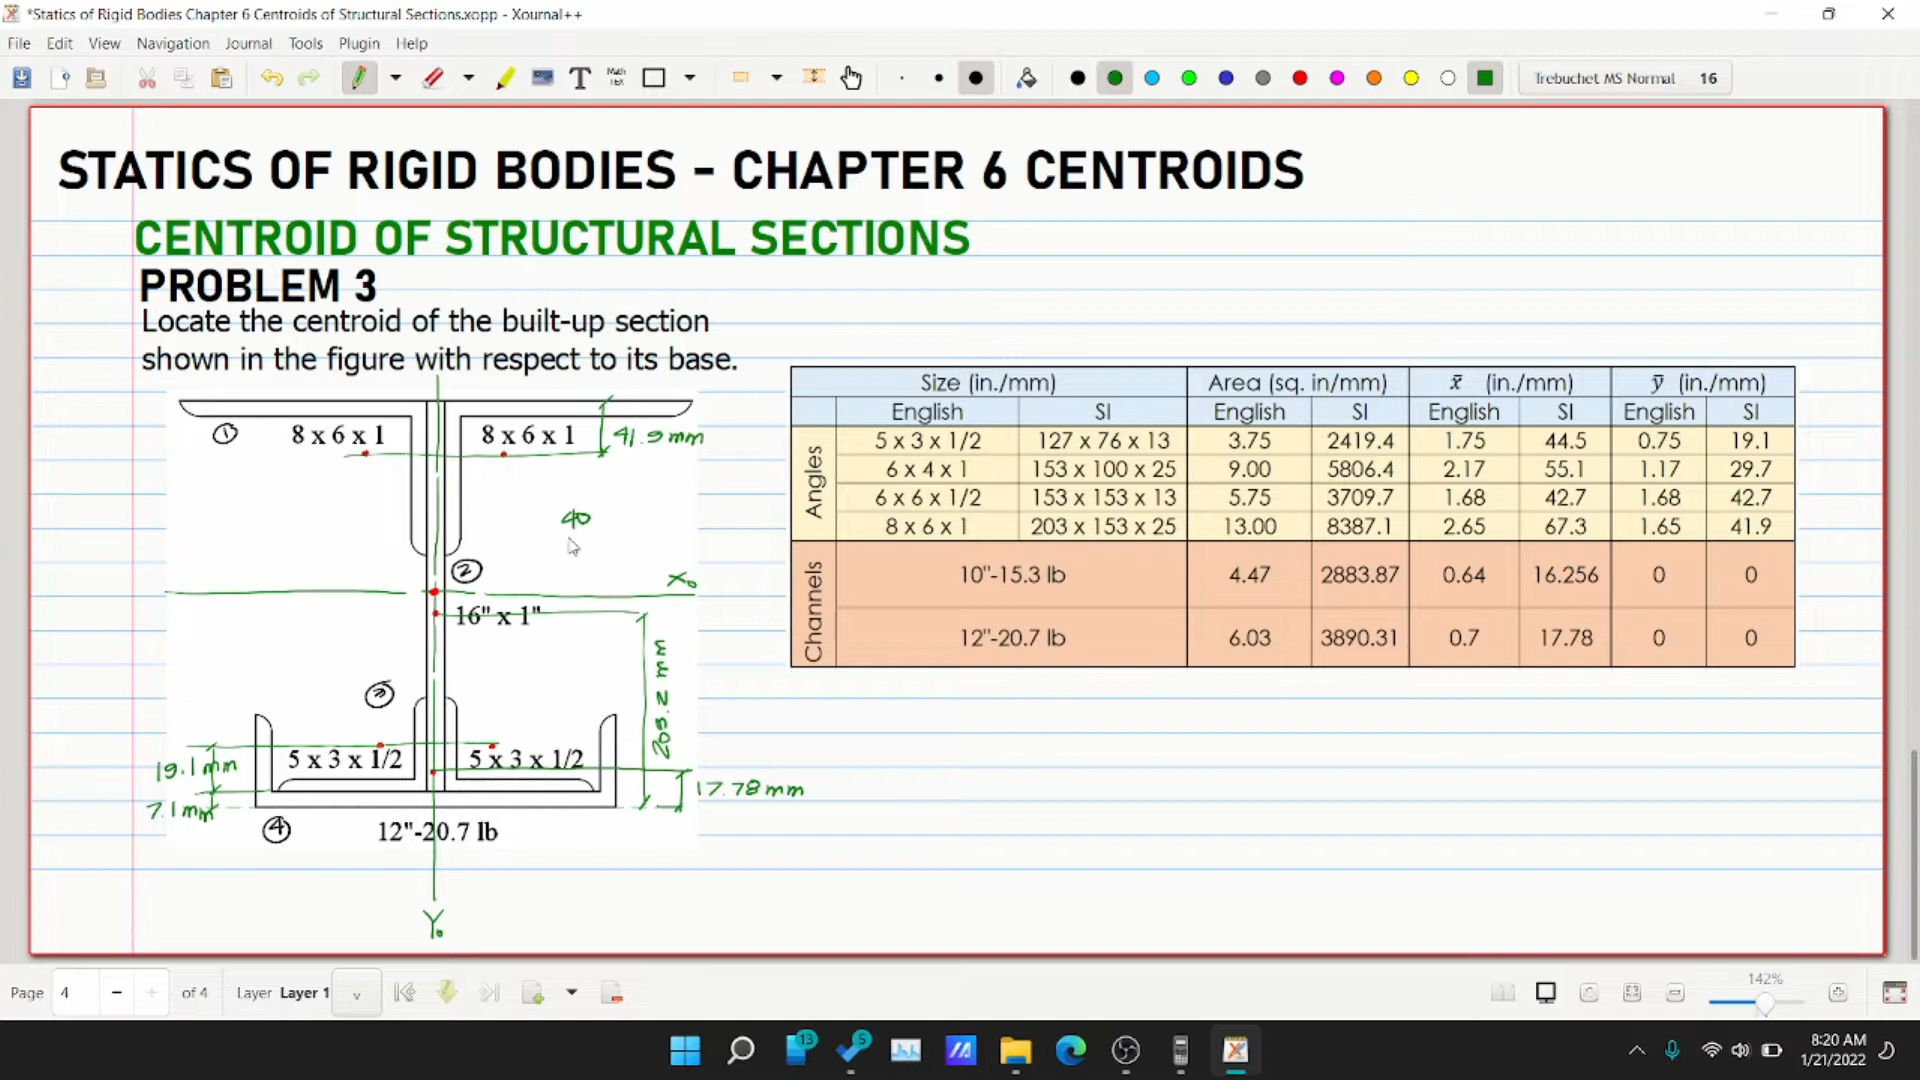 *Statics of Rigid Bodies Chapter 6 Centroids of Structural Sections.xopp - Xournal++
File Edit View Navigation Journal Tools Plugin Help
Math TEX
Trebuchet MS Normal 16
STATICS OF RIGID BODIES - CHAPTER 6 CENTROIDS
CENTROID OF STRUCTURAL SECTIONS
PROBLEM 3
Locate the centroid of the built-up section
shown in the figure with respect to its base.
① 8 x 6 x 1 8 x 6 x 1 41.9 mm
40
②
X₀
16" x 1"
203.2 mm
③
5 x 3 x 1/2 5 x 3 x 1/2
19.1 mm
17.78 mm
7.1 mm
④ 12"-20.7 lb
Y₀
Size (in./mm) Area (sq. in/mm) x̄ (in./mm) ȳ (in./mm)
English SI English SI English SI English SI
Angles
5 x 3 x 1/2 127 x 76 x 13 3.75 2419.4 1.75 44.5 0.75 19.1
6 x 4 x 1 153 x 100 x 25 9.00 5806.4 2.17 55.1 1.17 29.7
6 x 6 x 1/2 153 x 153 x 13 5.75 3709.7 1.68 42.7 1.68 42.7
8 x 6 x 1 203 x 153 x 25 13.00 8387.1 2.65 67.3 1.65 41.9
Channels
10"-15.3 lb 4.47 2883.87 0.64 16.256 0 0
12"-20.7 lb 6.03 3890.31 0.7 17.78 0 0
Page 4 of 4 Layer Layer 1
142%
13
5
8:20 AM
1/21/2022